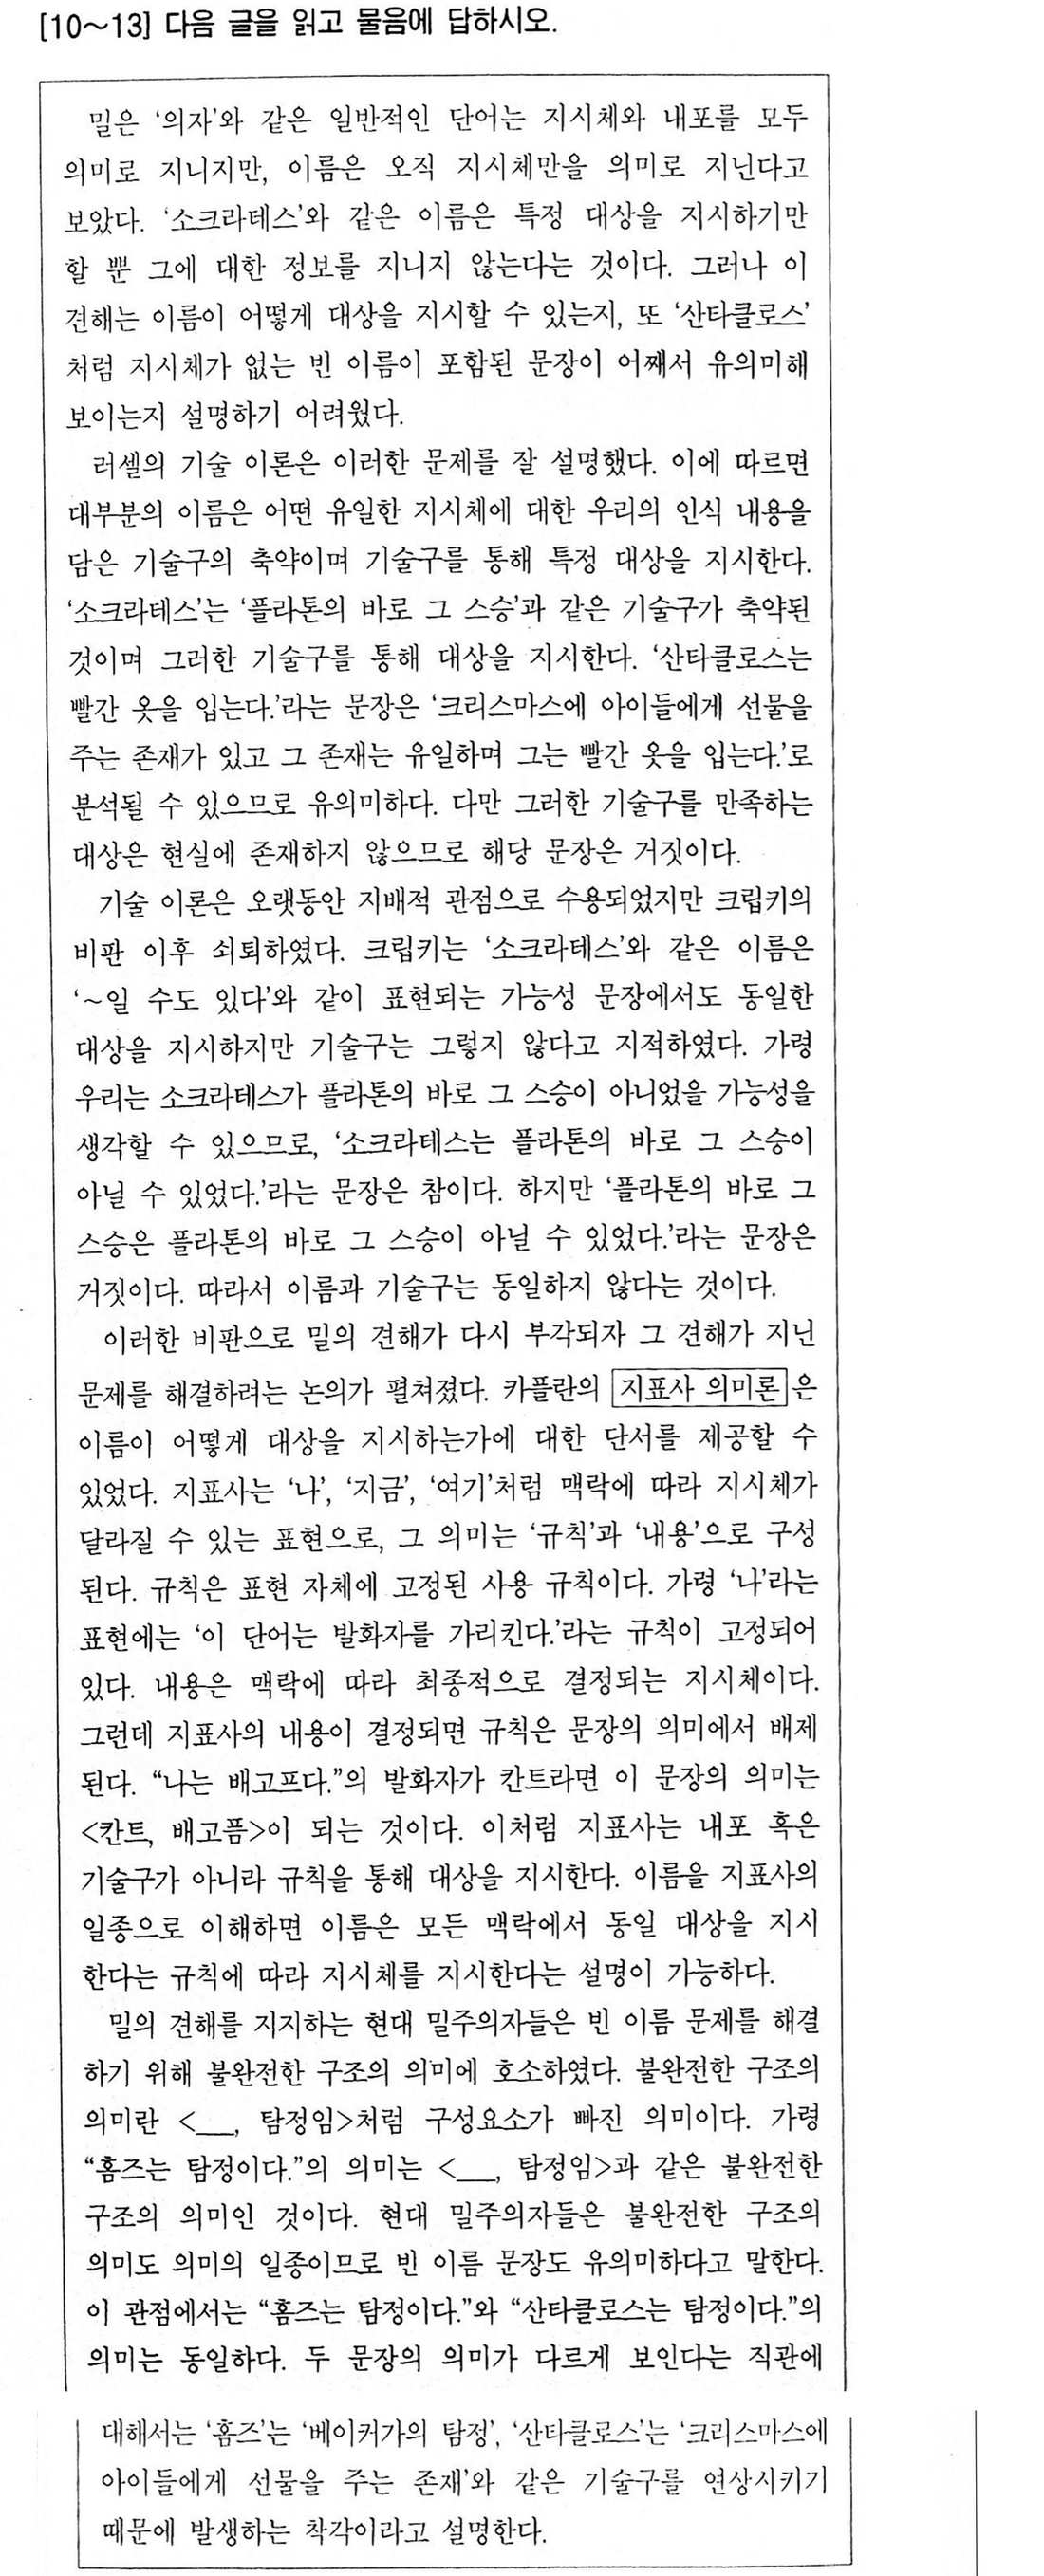 [10～13] 다음 글을 읽고 물음에 답하시오.
밀은 ‘의자’와 같은 일반적인 단어는 지시체와 내포를 모두
의미로 지니지만, 이름은 오직 지시체만을 의미로 지닌다고
보았다. ‘소크라테스’와 같은 이름은 특정 대상을 지시하기만
할 뿐 그에 대한 정보를 지니지 않는다는 것이다. 그러나 이
견해는 이름이 어떻게 대상을 지시할 수 있는지, 또 ‘산타클로스’
처럼 지시체가 없는 빈 이름이 포함된 문장이 어째서 유의미해
보이는지 설명하기 어려웠다.
러셀의 기술 이론은 이러한 문제를 잘 설명했다. 이에 따르면
대부분의 이름은 어떤 유일한 지시체에 대한 우리의 인식 내용을
담은 기술구의 축약이며 기술구를 통해 특정 대상을 지시한다.
‘소크라테스’는 ‘플라톤의 바로 그 스승’과 같은 기술구가 축약된
것이며 그러한 기술구를 통해 대상을 지시한다. ‘산타클로스는
빨간 옷을 입는다.’라는 문장은 ‘크리스마스에 아이들에게 선물을
주는 존재가 있고 그 존재는 유일하며 그는 빨간 옷을 입는다.’로
분석될 수 있으므로 유의미하다. 다만 그러한 기술구를 만족하는
대상은 현실에 존재하지 않으므로 해당 문장은 거짓이다.
기술 이론은 오랫동안 지배적 관점으로 수용되었지만 크립키의
비판 이후 쇠퇴하였다. 크립키는 ‘소크라테스’와 같은 이름은
‘~일 수도 있다’와 같이 표현되는 가능성 문장에서도 동일한
대상을 지시하지만 기술구는 그렇지 않다고 지적하였다. 가령
우리는 소크라테스가 플라톤의 바로 그 스승이 아니었을 가능성을
생각할 수 있으므로, ‘소크라테스는 플라톤의 바로 그 스승이
아닐 수 있었다.’라는 문장은 참이다. 하지만 ‘플라톤의 바로 그
스승은 플라톤의 바로 그 스승이 아닐 수 있었다.’라는 문장은
거짓이다. 따라서 이름과 기술구는 동일하지 않다는 것이다.
이러한 비판으로 밀의 견해가 다시 부각되자 그 견해가 지닌
문제를 해결하려는 논의가 펼쳐졌다. 카플란의 지표사 의미론은
이름이 어떻게 대상을 지시하는가에 대한 단서를 제공할 수
있었다. 지표사는 ‘나’, ‘지금’, ‘여기’처럼 맥락에 따라 지시체가
달라질 수 있는 표현으로, 그 의미는 ‘규칙’과 ‘내용’으로 구성
된다. 규칙은 표현 자체에 고정된 사용 규칙이다. 가령 ‘나’라는
표현에는 ‘이 단어는 발화자를 가리킨다.’라는 규칙이 고정되어
있다. 내용은 맥락에 따라 최종적으로 결정되는 지시체이다.
그런데 지표사의 내용이 결정되면 규칙은 문장의 의미에서 배제
된다. “나는 배고프다.”의 발화자가 칸트라면 이 문장의 의미는
<칸트, 배고픔>이 되는 것이다. 이처럼 지표사는 내포 혹은
기술구가 아니라 규칙을 통해 대상을 지시한다. 이름을 지표사의
일종으로 이해하면 이름은 모든 맥락에서 동일 대상을 지시
한다는 규칙에 따라 지시체를 지시한다는 설명이 가능하다.
밀의 견해를 지지하는 현대 밀주의자들은 빈 이름 문제를 해결
하기 위해 불완전한 구조의 의미에 호소하였다. 불완전한 구조의
의미란 <__, 탐정임>처럼 구성요소가 빠진 의미이다. 가령
“홈즈는 탐정이다.”의 의미는 <__, 탐정임>과 같은 불완전한
구조의 의미인 것이다. 현대 밀주의자들은 불완전한 구조의
의미도 의미의 일종이므로 빈 이름 문장도 유의미하다고 말한다.
이 관점에서는 “홈즈는 탐정이다.”와 “산타클로스는 탐정이다.”의
의미는 동일하다. 두 문장의 의미가 다르게 보인다는 직관에
대해서는 ‘홈즈’는 ‘베이커가의 탐정’, ‘산타클로스’는 ‘크리스마스에
아이들에게 선물을 주는 존재’와 같은 기술구를 연상시키기
때문에 발생하는 착각이라고 설명한다.